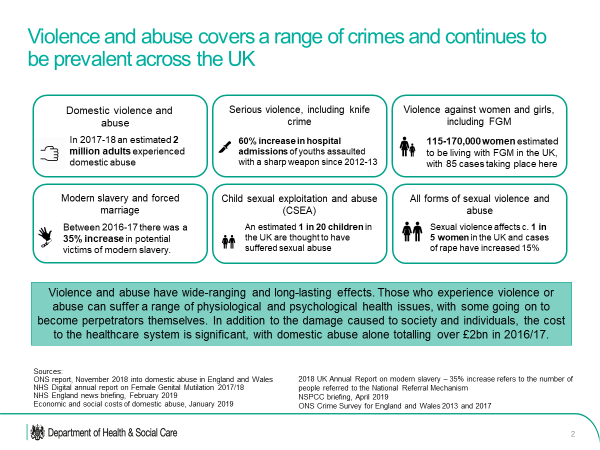 Violence and abuse covers a range of crimes and continues to
be prevalent across the UK
Domestic violence and
abuse
In 2017-18 an estimated 2
million adults experienced
domestic abuse
Serious violence, including knife
crime
60% increase in hospital
admissions of youths assaulted
with a sharp weapon since 2012-13
Violence against women and girls,
including FGM
115-170,000 women estimated
to be living with FGM in the UK,
with 85 cases taking place here
Modern slavery and forced
marriage
Between 2016-17 there was a
35% increase in potential
victims of modern slavery.
Child sexual exploitation and abuse
(CSEA)
An estimated 1 in 20 children in
the UK are thought to have
suffered sexual abuse
All forms of sexual violence and
abuse
Sexual violence affects c. 1 in
5 women in the UK and cases
of rape have increased 15%
Violence and abuse have wide-ranging and long-lasting effects. Those who experience violence or
abuse can suffer a range of physiological and psychological health issues, with some going on to
become perpetrators themselves. In addition to the damage caused to society and individuals, the cost
to the healthcare system is significant, with domestic abuse alone totalling over £2bn in 2016/17.
Sources:
ONS report, November 2018 into domestic abuse in England and Wales
NHS Digital annual report on Female Genital Mutilation 2017/18
NHS England news briefing, February 2019
Economic and social costs of domestic abuse, January 2019
2018 UK Annual Report on modern slavery – 35% increase refers to the number of
people referred to the National Referral Mechanism
NSPCC briefing, April 2019
ONS Crime Survey for England and Wales 2013 and 2017
Department of Health & Social Care
2